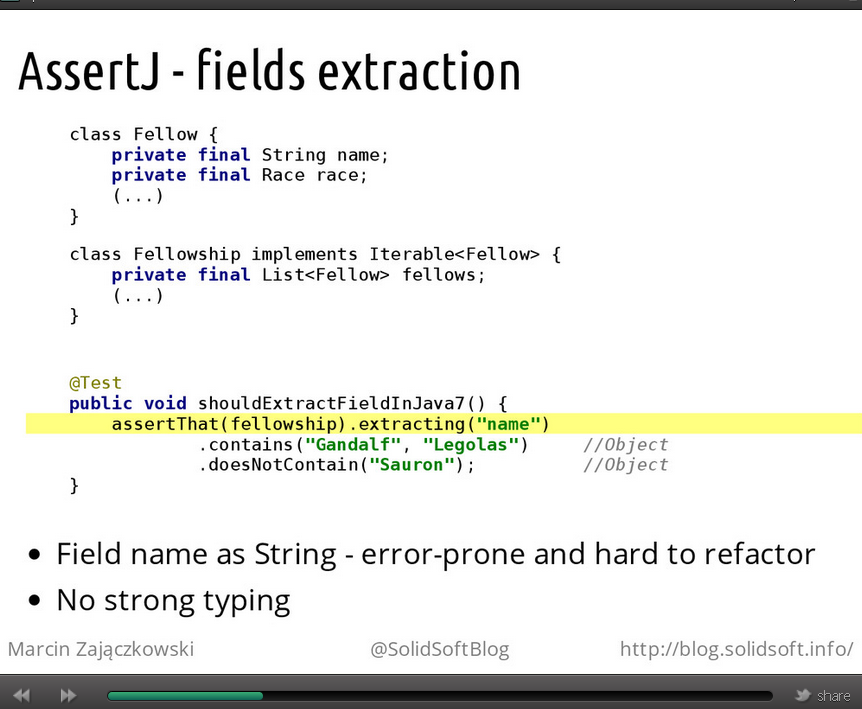 AssertJ - fields extraction
class Fellow {
    private final String name;
    private final Race race;
    (...)
}
class Fellowship implements Iterable<Fellow> {
    private final List<Fellow> fellows;
    (...)
}
@Test
public void shouldExtractFieldInJava7() {
    assertThat(fellowship).extracting("name")
            .contains("Gandalf", "Legolas")     //Object
            .doesNotContain("Sauron");          //Object
}
• Field name as String - error-prone and hard to refactor
• No strong typing
Marcin Zajączkowski @SolidSoftBlog http://blog.solidsoft.info/
share